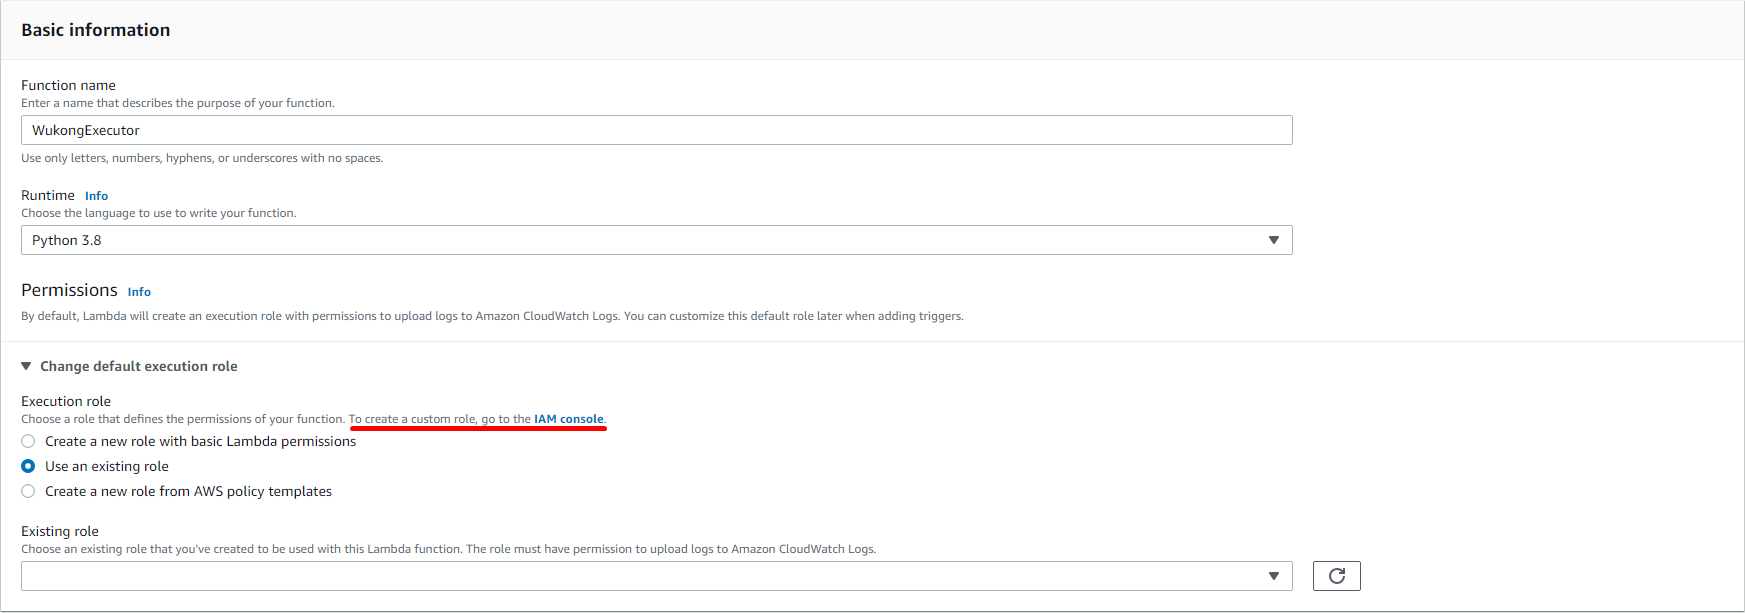 Basic information
Function name
Enter a name that describes the purpose of your function.
WukongExecutor
Use only letters, numbers, hyphens, or underscores with no spaces.
Runtime Info
Choose the language to use to write your function.
Python 3.8
Permissions Info
By default, Lambda will create an execution role with permissions to upload logs to Amazon CloudWatch Logs. You can customize this default role later when adding triggers.
Change default execution role
Execution role
Choose a role that defines the permissions of your function. To create a custom role, go to the IAM console.
Create a new role with basic Lambda permissions
Use an existing role
Create a new role from AWS policy templates
Existing role
Choose an existing role that you've created to be used with this Lambda function. The role must have permission to upload logs to Amazon CloudWatch Logs.